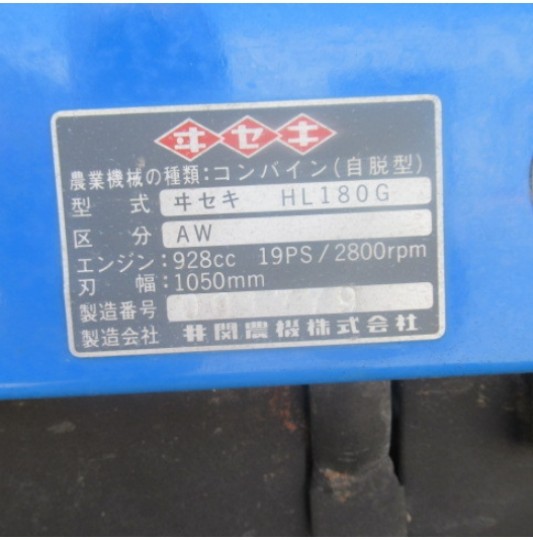 ヰセキ
農業機械の種類:コンバイン(自脱型)
型 式 ヰセキ HL180G
区 分 AW
エンジン:928cc 19PS/2800rpm
刃 幅:1050mm
製造番号
製造会社 井関農機株式会社